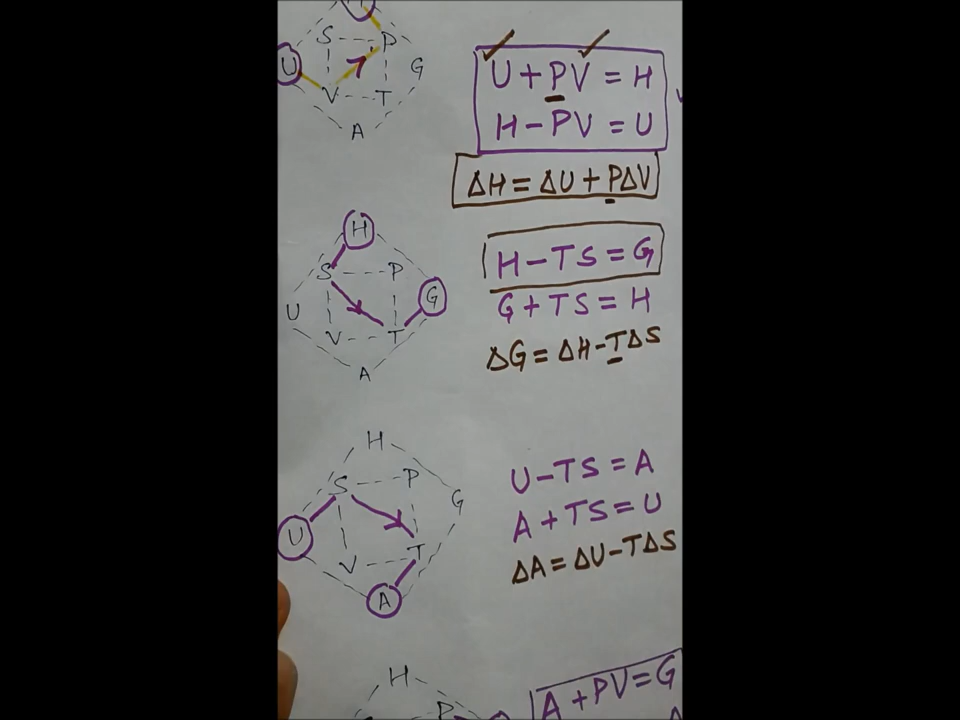 S P
U G
V T
A
U + PV = H
H - PV = U
ΔH = ΔU + PΔV
H
S P
G
U
V T
A
H - TS = G
G + TS = H
ΔG = ΔH - TΔS
H
S P
G
U
T
V
A
U - TS = A
A + TS = U
ΔA = ΔU - TΔS
H
P
A + PV = G